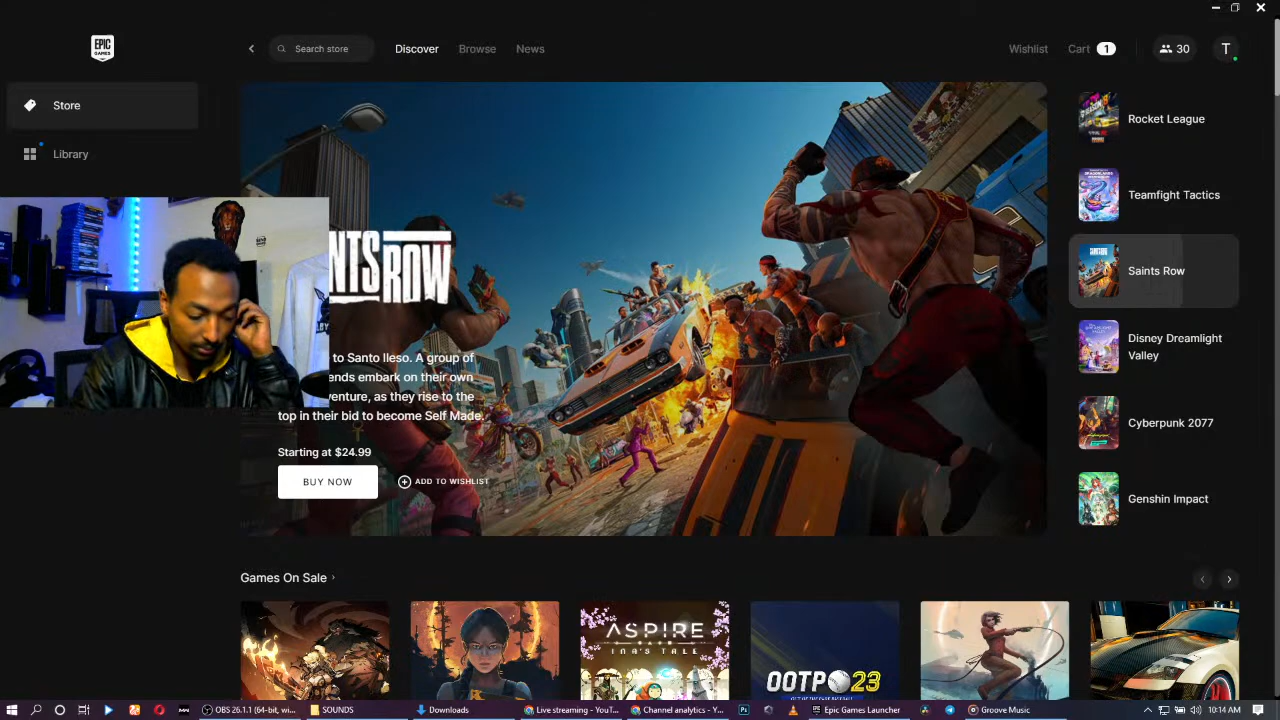 EPIC
GAMES
Search store
Discover
Browse
News
Wishlist
Cart
1
30
T
Store
Library
NTS ROW
to Santo Ileso. A group of
ends embark on their own
venture, as they rise to the
top in their bid to become Self Made.
Starting at $24.99
BUY NOW
ADD TO WISHLIST
Rocket League
Teamfight Tactics
Saints Row
Disney Dreamlight
Valley
Cyberpunk 2077
Genshin Impact
Games On Sale
ASPIRE
INA'S TALE
OOTP 23
OBS 26.1.1 (64-bit, wi...
SOUNDS
Downloads
Live streaming - YouT...
Channel analytics - Y...
Ps
Epic Games Launcher
Groove Music
10:14 AM